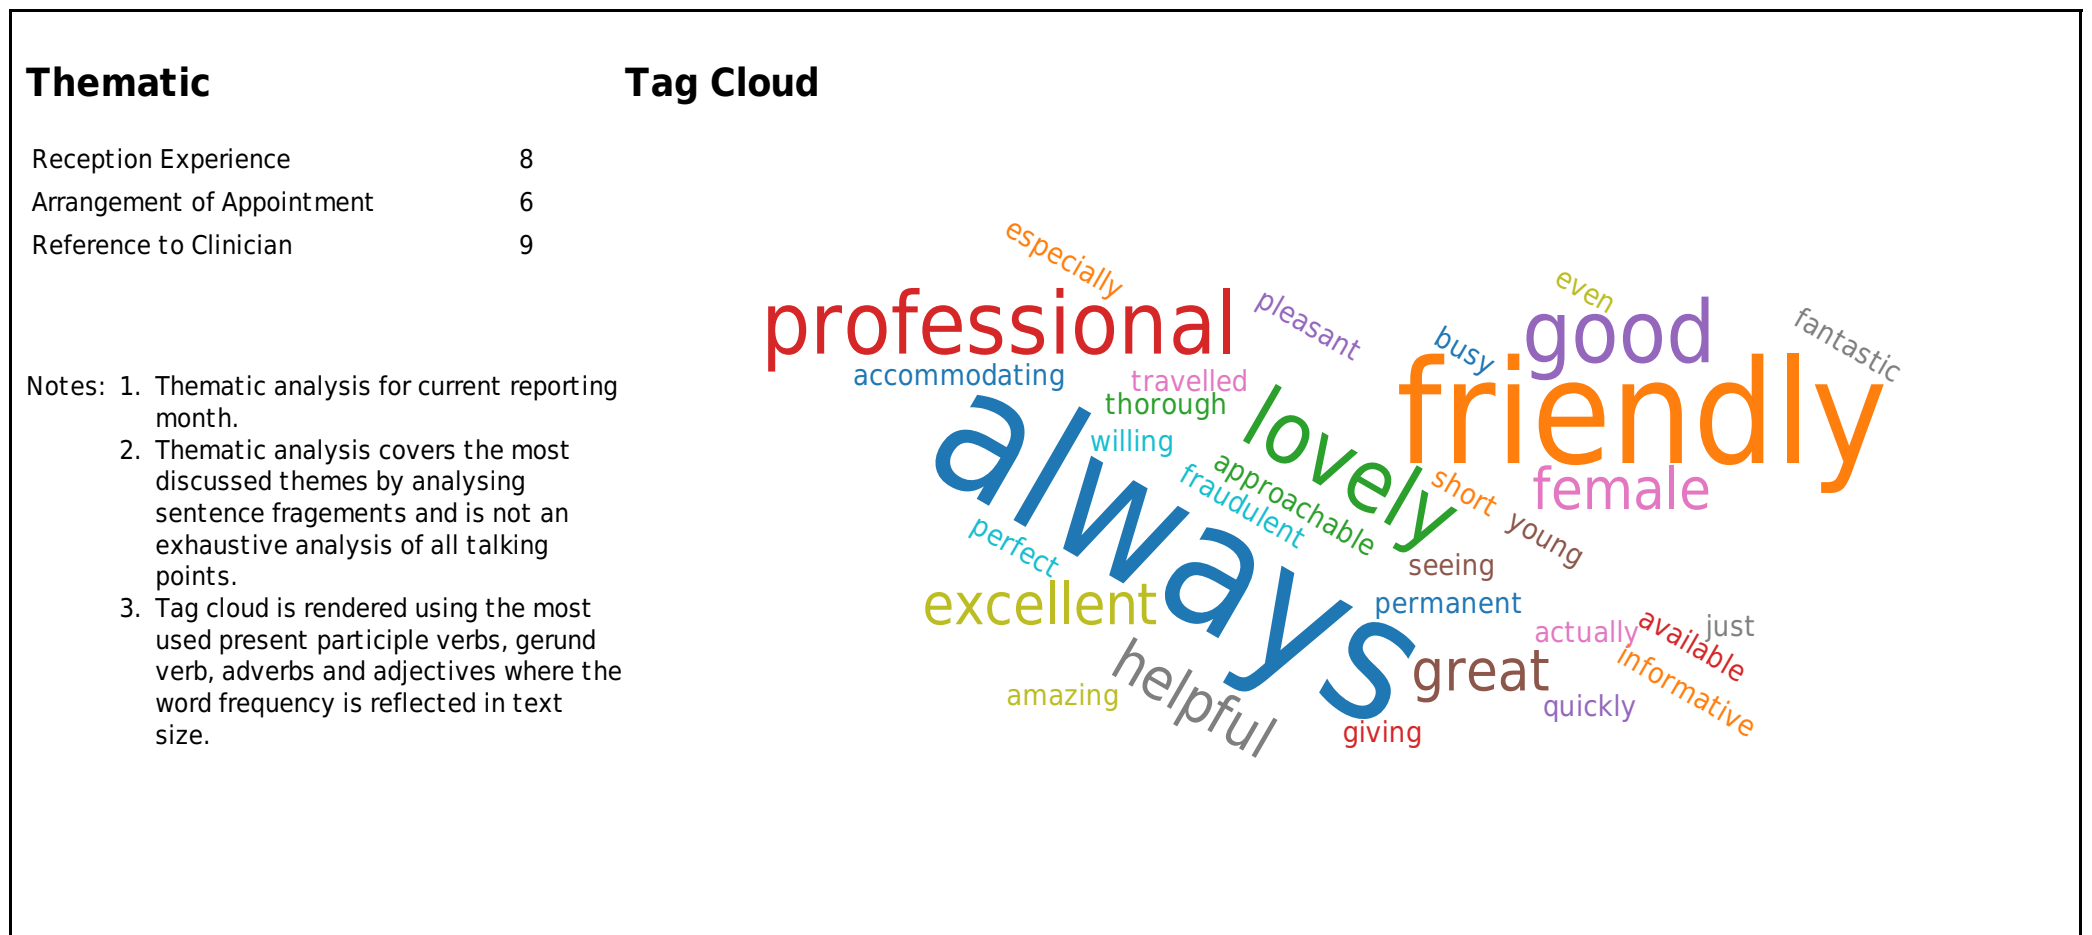 Thematic
Tag Cloud
Reception Experience 8
Arrangement of Appointment 6
Reference to Clinician 9
Notes: 1. Thematic analysis for current reporting
month.
2. Thematic analysis covers the most
discussed themes by analysing
sentence fragements and is not an
exhaustive analysis of all talking
points.
3. Tag cloud is rendered using the most
used present participle verbs, gerund
verb, adverbs and adjectives where the
word frequency is reflected in text
size.
especially
professional
pleasant
even
good
fantastic
busy
accommodating
travelled
friendly
thorough
always
lovely
willing
approachable
fraudulent
short
female
young
perfect
seeing
excellent
permanent
actually
available
just
helpful
great
informative
amazing
quickly
giving